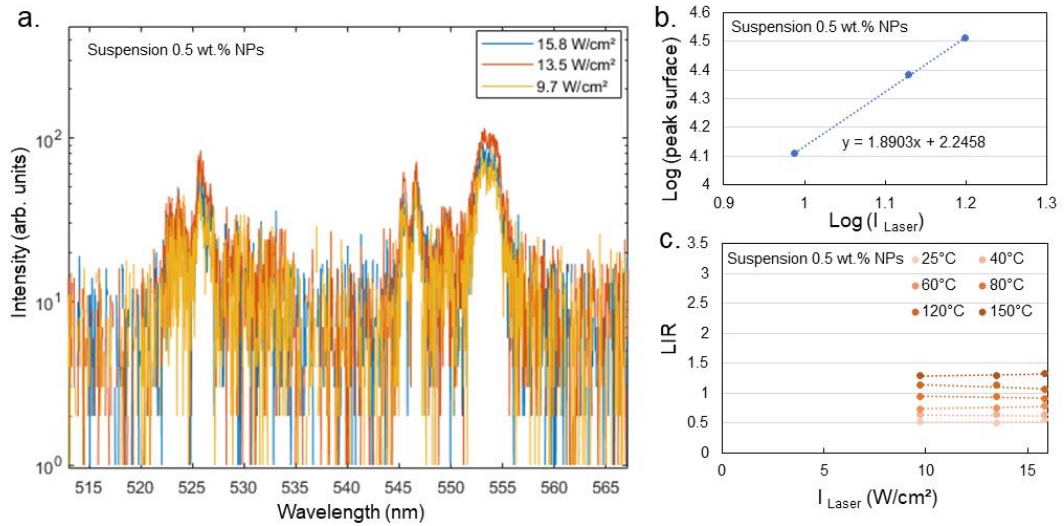 a.
Suspension 0.5 wt.% NPs
15.8 W/cm²
13.5 W/cm²
9.7 W/cm²
Intensity (arb. units)
10²
10¹
10⁰
515 520 525 530 535 540 545 550 555 560 565
Wavelength (nm)
b.
Suspension 0.5 wt.% NPs
Log (peak surface)
4.6
4.5
4.4
4.3
4.2
4.1
4
y = 1.8903x + 2.2458
0.9 1 1.1 1.2 1.3
Log (I Laser)
c.
Suspension 0.5 wt.% NPs
25°C 40°C
60°C 80°C
120°C 150°C
LIR
3.5
3
2.5
2
1.5
1
0.5
0
0 5 10 15
I Laser (W/cm²)